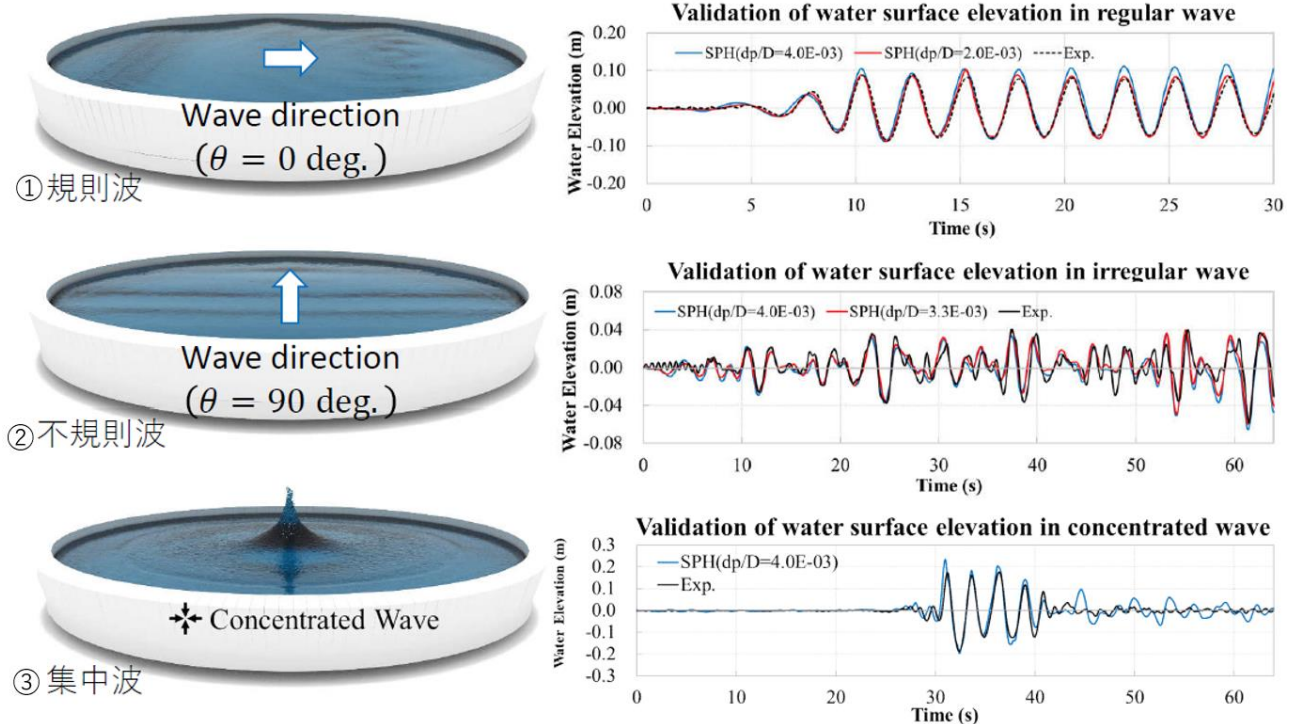 Wave direction
(θ = 0 deg.)
①規則波
Validation of water surface elevation in regular wave
SPH(dp/D=4.0E-03) SPH(dp/D=2.0E-03) Exp.
Water Elevation (m)
0.20
0.10
0.00
-0.10
-0.20
0 5 10 15 20 25 30
Time (s)
Wave direction
(θ = 90 deg.)
②不規則波
Validation of water surface elevation in irregular wave
SPH(dp/D=4.0E-03) SPH(dp/D=3.3E-03) Exp.
Water Elevation (m)
0.08
0.04
0.00
-0.04
-0.08
0 10 20 30 40 50 60
Time (s)
Concentrated Wave
③集中波
Validation of water surface elevation in concentrated wave
SPH(dp/D=4.0E-03)
Exp.
Water Elevation (m)
0.3
0.2
0.1
0.0
-0.1
-0.2
-0.3
0 10 20 30 40 50 60
Time (s)